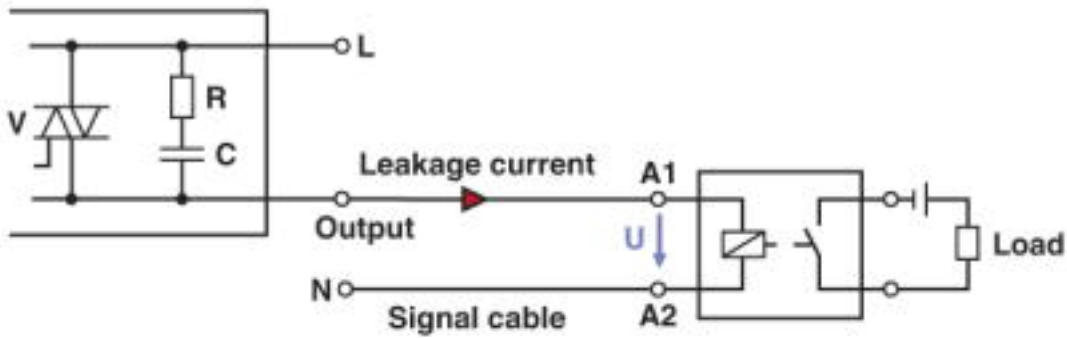 L
V
R
C
Leakage current
A1
Output
U
Load
N
Signal cable
A2